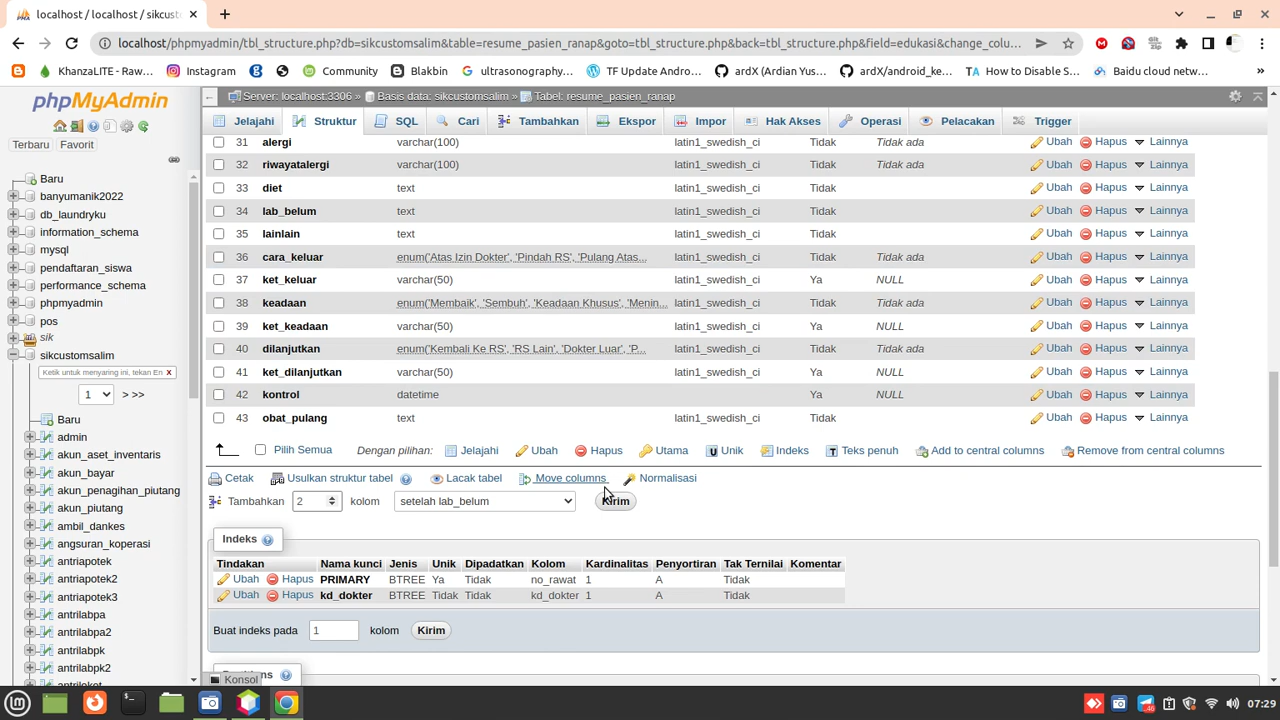 localhost / localhost / sikcust
localhost/phpmyadmin/tbl_structure.php?db=sikcustomsalim&table=resume_pasien_ranap&goto=tbl_structure.php&back=tbl_structure.php&field=edukasi&change_colu...
KhanzaLITE - Raw... Instagram Community Blakbin ultrasonography... TF Update Andro... ardX (Ardian Yus... ardX/android_ke... How to Disable S... Baidu cloud netw...
phpMyAdmin
Terbaru Favorit
Baru
banyumanik2022
db_laundryku
information_schema
mysql
pendaftaran_siswa
performance_schema
phpmyadmin
pos
sik
sikcustomsalim
Ketik untuk menyaring ini, tekan En X
1 > >>
Baru
admin
akun_aset_inventaris
akun_bayar
akun_penagihan_piutang
akun_piutang
ambil_dankes
angsuran_koperasi
antriapotek
antriapotek2
antriapotek3
antrilabpa
antrilabpa2
antrilabpk
antrilabpk2
antriloket
Server: localhost:3306 » Basis data: sikcustomsalim » Tabel: resume_pasien_ranap
Jelajahi Struktur SQL Cari Tambahkan Ekspor Impor Hak Akses Operasi Pelacakan Trigger
31 alergi varchar(100) latin1_swedish_ci Tidak Tidak ada Ubah Hapus Lainnya
32 riwayatalergi varchar(100) latin1_swedish_ci Tidak Tidak ada Ubah Hapus Lainnya
33 diet text latin1_swedish_ci Tidak Ubah Hapus Lainnya
34 lab_belum text latin1_swedish_ci Tidak Ubah Hapus Lainnya
35 lainlain text latin1_swedish_ci Tidak Ubah Hapus Lainnya
36 cara_keluar enum('Atas Izin Dokter', 'Pindah RS', 'Pulang Atas... latin1_swedish_ci Tidak Tidak ada Ubah Hapus Lainnya
37 ket_keluar varchar(50) latin1_swedish_ci Ya NULL Ubah Hapus Lainnya
38 keadaan enum('Membaik', 'Sembuh', 'Keadaan Khusus', 'Menin... latin1_swedish_ci Tidak Tidak ada Ubah Hapus Lainnya
39 ket_keadaan varchar(50) latin1_swedish_ci Ya NULL Ubah Hapus Lainnya
40 dilanjutkan enum('Kembali Ke RS', 'RS Lain', 'Dokter Luar', 'P... latin1_swedish_ci Tidak Tidak ada Ubah Hapus Lainnya
41 ket_dilanjutkan varchar(50) latin1_swedish_ci Ya NULL Ubah Hapus Lainnya
42 kontrol datetime Ya NULL Ubah Hapus Lainnya
43 obat_pulang text latin1_swedish_ci Tidak Ubah Hapus Lainnya
Pilih Semua Dengan pilihan: Jelajahi Ubah Hapus Utama Unik Indeks Teks penuh Add to central columns Remove from central columns
Cetak Usulkan struktur tabel Lacak tabel Move columns Normalisasi
Tambahkan 2 kolom setelah lab_belum Kirim
Indeks
Tindakan Nama kunci Jenis Unik Dipadatkan Kolom Kardinalitas Penyortiran Tak Ternilai Komentar
Ubah Hapus PRIMARY BTREE Ya Tidak no_rawat 1 A Tidak
Ubah Hapus kd_dokter BTREE Tidak Tidak kd_dokter 1 A Tidak
Buat indeks pada 1 kolom Kirim
Konsol
07:29